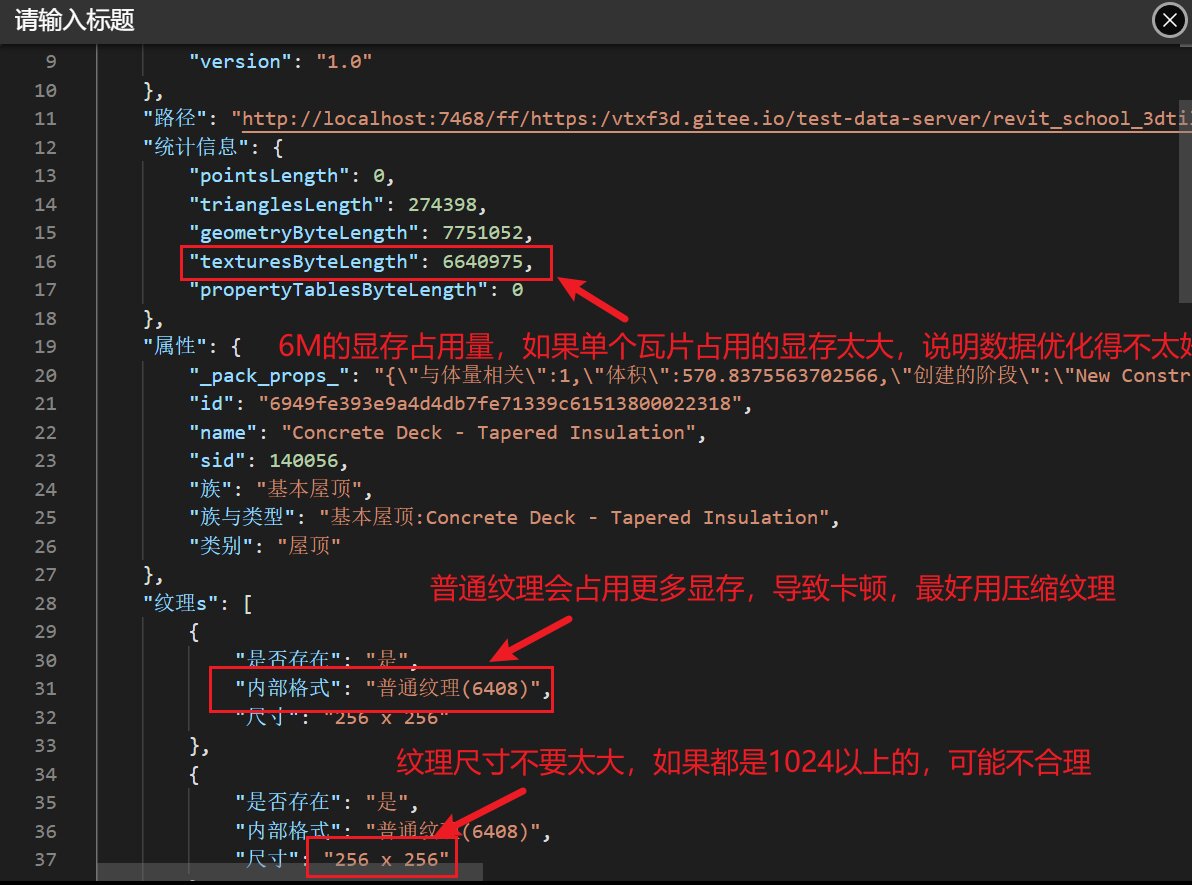 请输入标题
9 "version": "1.0"
10 },
11 "路径": "http://localhost:7468/ff/https:/vtxf3d.gitee.io/test-data-server/revit_school_3dti
12 "统计信息": {
13 "pointsLength": 0,
14 "trianglesLength": 274398,
15 "geometryByteLength": 7751052,
16 "texturesByteLength": 6640975,
17 "propertyTablesByteLength": 0
18 },
19 "属性": {
6M的显存占用量，如果单个瓦片占用的显存太大，说明数据优化得不太好
20 "_pack_props_": "{\"与体量相关\":1,\"体积\":570.8375563702566,\"创建的阶段\":\"New Constr
21 "id": "6949fe393e9a4d4db7fe71339c61513800022318",
22 "name": "Concrete Deck - Tapered Insulation",
23 "sid": 140056,
24 "族": "基本屋顶",
25 "族与类型": "基本屋顶:Concrete Deck - Tapered Insulation",
26 "类别": "屋顶"
27 },
普通纹理会占用更多显存，导致卡顿，最好用压缩纹理
28 "纹理s": [
29 {
30 "是否存在": "是",
31 "内部格式": "普通纹理(6408)",
32 "尺寸": "256 x 256"
33 },
纹理尺寸不要太大，如果都是1024以上的，可能不合理
34 {
35 "是否存在": "是",
36 "内部格式": "普通纹理(6408)",
37 "尺寸": "256 x 256"